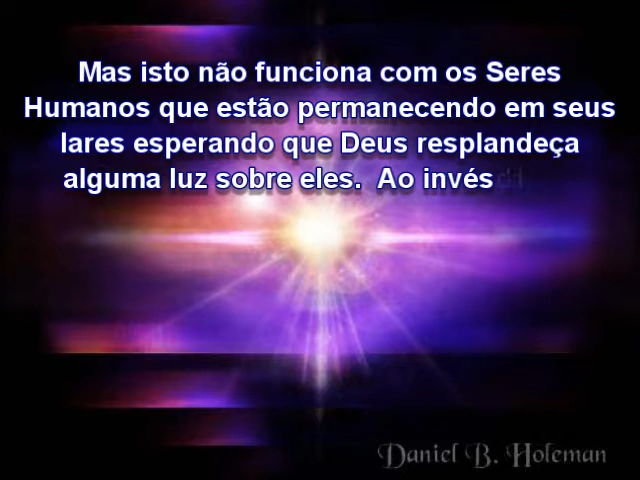 Mas isto não funciona com os Seres
Humanos que estão permanecendo em seus
lares esperando que Deus resplandeça
alguma luz sobre eles.  Ao invés
Daniel B. Holeman